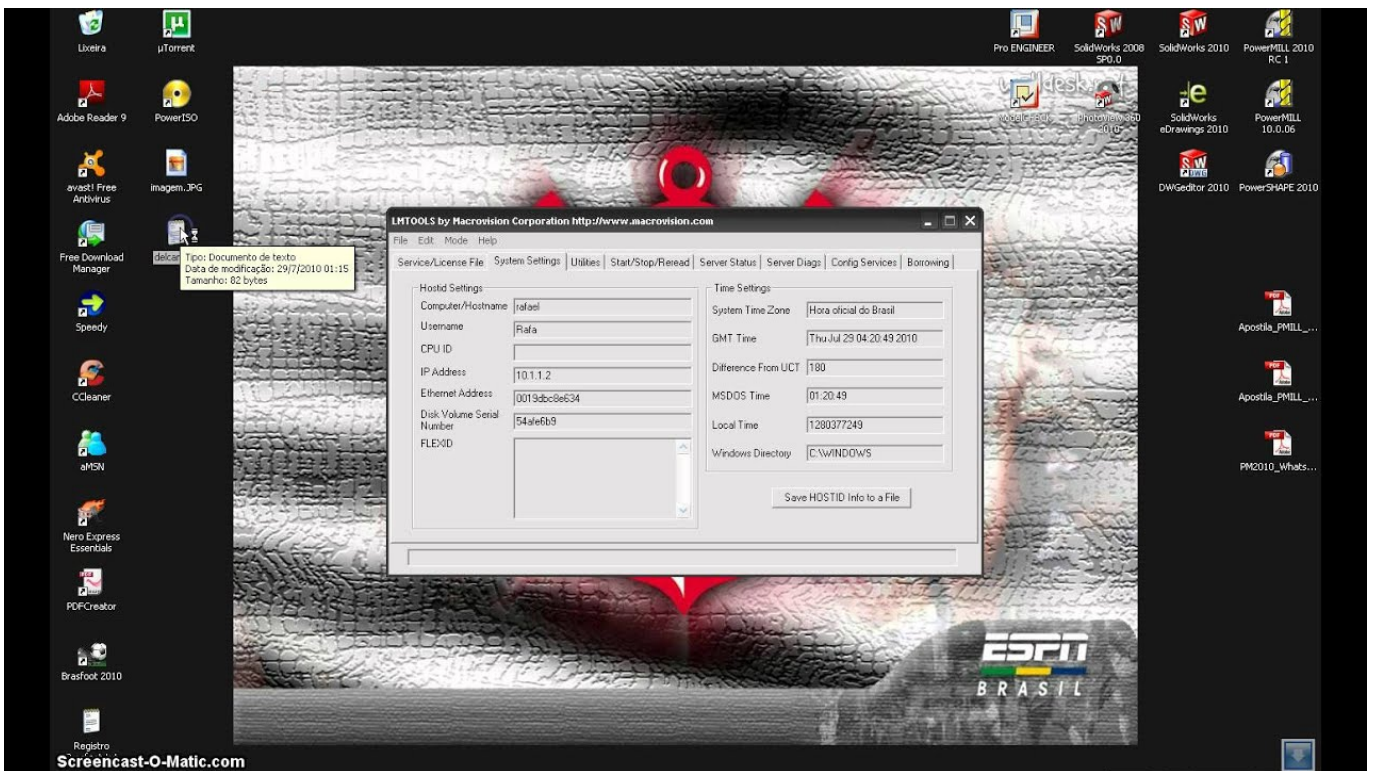 Lixeira
µTorrent
Pro ENGINEER
SolidWorks 2008
SP0.0
SolidWorks 2010
PowerMILL 2010
RC 1
Adobe Reader 9
PowerISO
SolidWorks
eDrawings 2010
PowerMILL
10.0.06
avast! Free
Antivirus
imagem.JPG
DWGeditor 2010
PowerSHAPE 2010
LMTOOLS by Macrovision Corporation http://www.macrovision.com
File Edit Mode Help
Service/License File System Settings Utilities Start/Stop/Reread Server Status Server Diags Config Services Borrowing
Free Download
Manager
Tipo: Documento de texto
Data de modificação: 29/7/2010 01:15
Tamanho: 82 bytes
Hostid Settings
Computer/Hostname rafael
Username Rafa
CPU ID
IP Address 10.1.1.2
Ethernet Address 0019dbc8e634
Disk Volume Serial
Number 54afe6b9
FLEXID
Time Settings
System Time Zone Hora oficial do Brasil
GMT Time Thu Jul 29 04:20:49 2010
Difference From UCT 180
MSDOS Time 01:20:49
Local Time 1280377249
Windows Directory C:\WINDOWS
Save HOSTID Info to a File
Speedy
CCleaner
aMSN
Nero Express
Essentials
PDFCreator
Brasfoot 2010
Registro
Apostila_PMILL_...
Apostila_PMILL_...
PM2010_Whats...
ESPN
BRASIL
Screencast-O-Matic.com